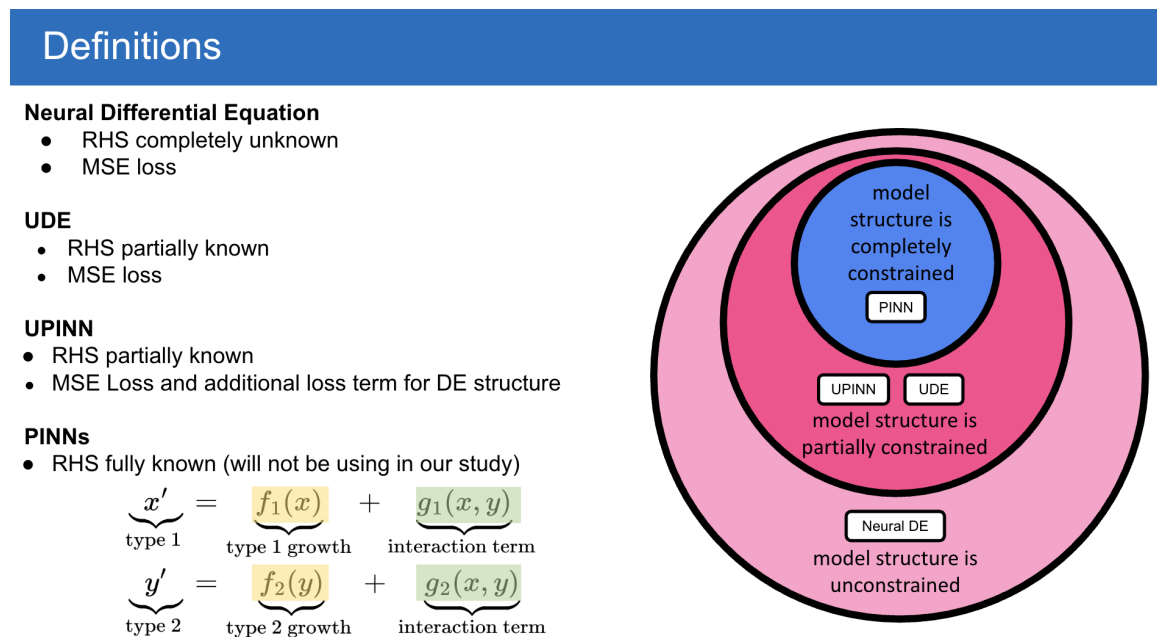 Definitions
Neural Differential Equation
● RHS completely unknown
● MSE loss
UDE
● RHS partially known
● MSE loss
UPINN
● RHS partially known
● MSE Loss and additional loss term for DE structure
PINNs
● RHS fully known (will not be using in our study)
x′ = f₁(x) + g₁(x, y)
type 1 type 1 growth interaction term
y′ = f₂(y) + g₂(x, y)
type 2 type 2 growth interaction term
model
structure is
completely
constrained
PINN
UPINN UDE
model structure is
partially constrained
Neural DE
model structure is
unconstrained